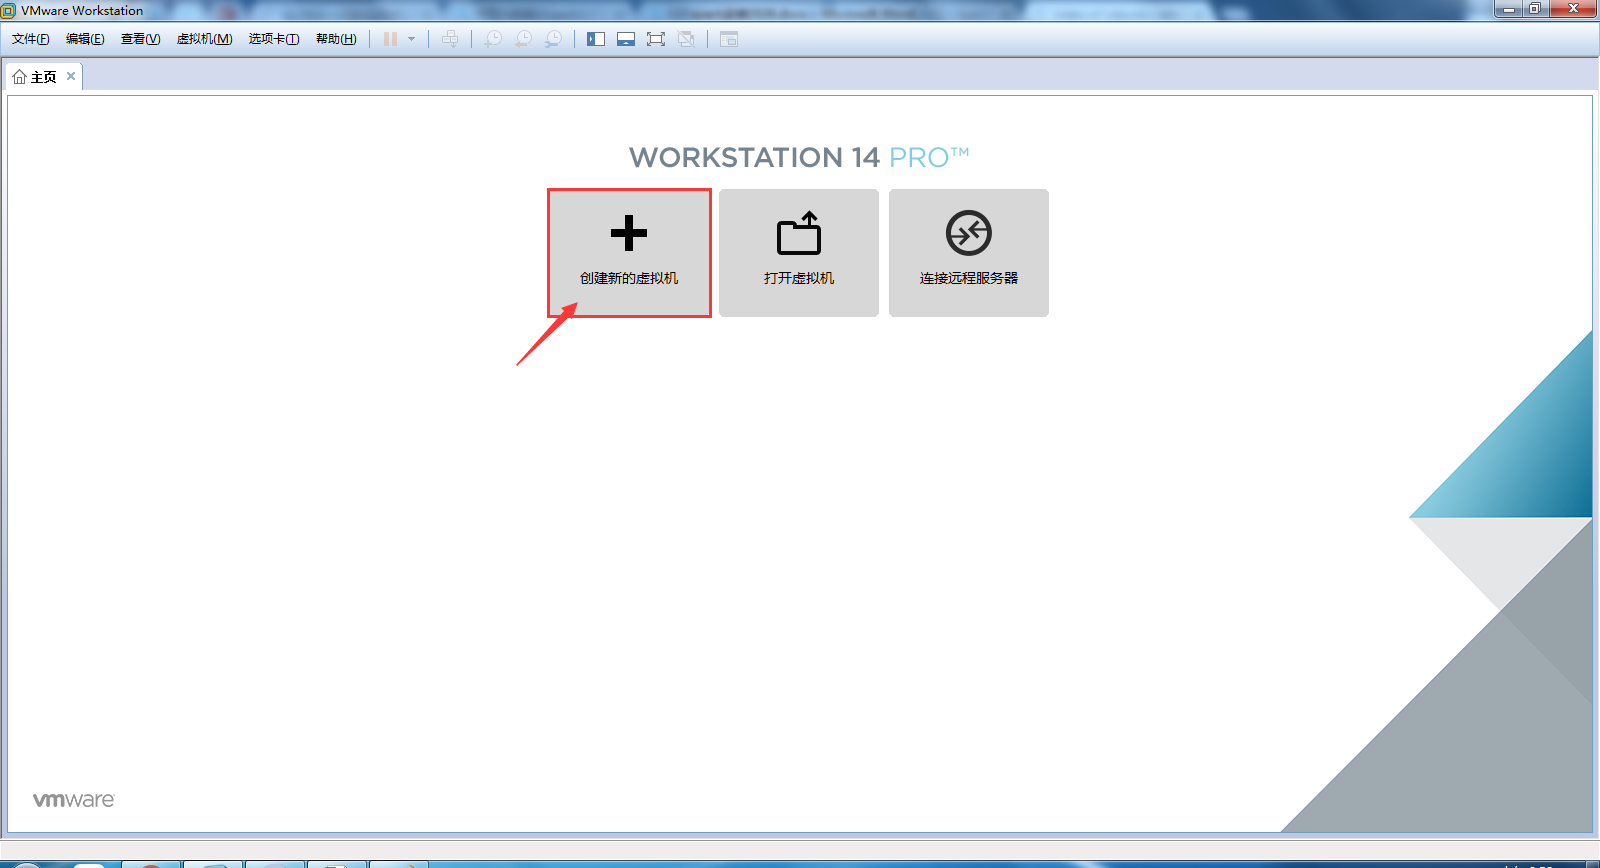 VMware Workstation
文件(F) 编辑(E) 查看(V) 虚拟机(M) 选项卡(T) 帮助(H)
主页
WORKSTATION 14 PRO™
创建新的虚拟机 打开虚拟机 连接远程服务器
vmware